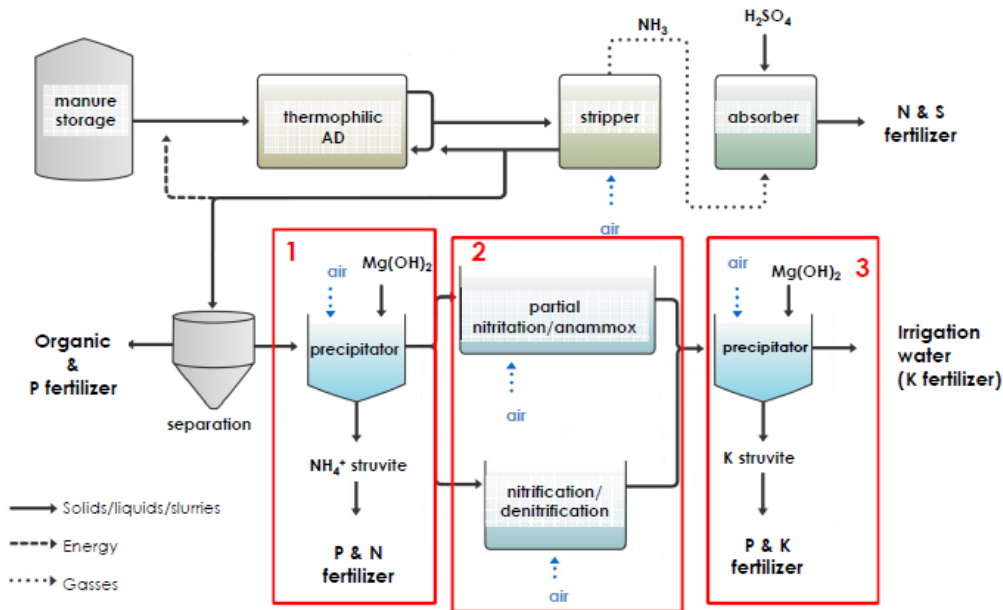 H₂SO₄
NH₃
manure
storage
thermophilic
AD
stripper
absorber
N & S
fertilizer
air
1
air
Mg(OH)₂
2
air
Mg(OH)₂
3
partial
nitritation/anammox
Organic
&
P fertilizer
precipitator
precipitator
Irrigation
water
(K fertilizer)
air
separation
NH₄⁺ struvite
K struvite
nitrification/
denitrification
Solids/liquids/slurries
Energy
Gasses
P & N
fertilizer
air
P & K
fertilizer